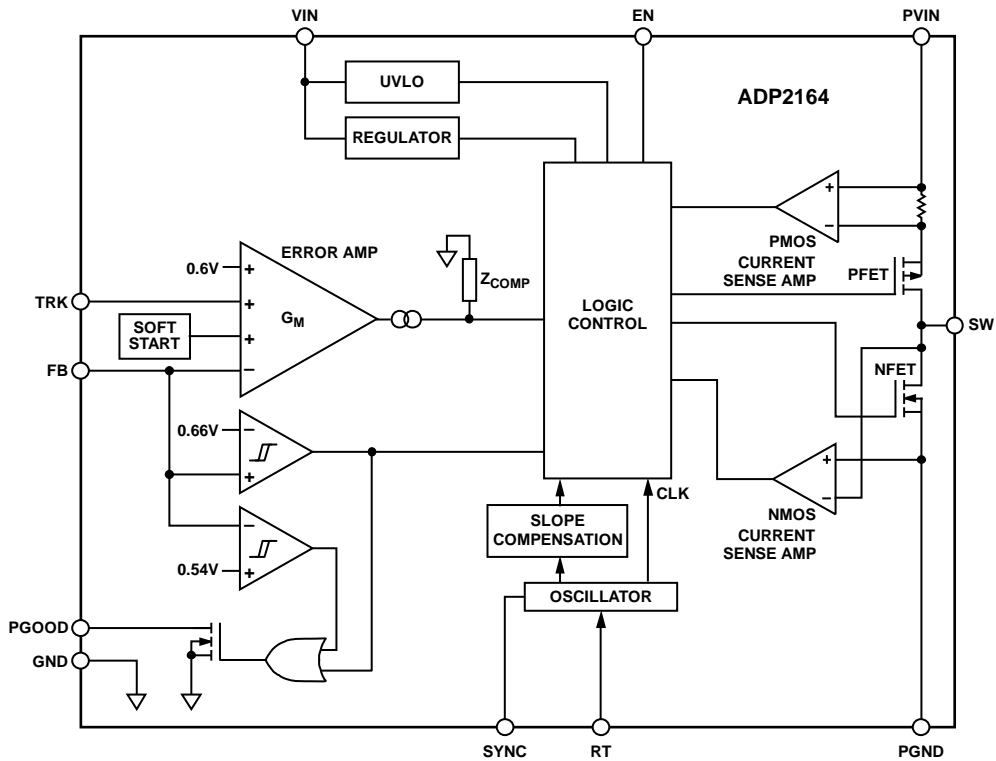 VIN
EN
PVIN
UVLO
ADP2164
REGULATOR
+
−
PMOS
CURRENT
SENSE AMP
ERROR AMP
0.6V
+
ZCOMP
PFET
TRK
+
GM
LOGIC
CONTROL
SOFT
START
+
SW
FB
−
NFET
0.66V
−
+
+
−
CLK
NMOS
CURRENT
SENSE AMP
SLOPE
COMPENSATION
−
0.54V
+
OSCILLATOR
PGOOD
GND
SYNC
RT
PGND